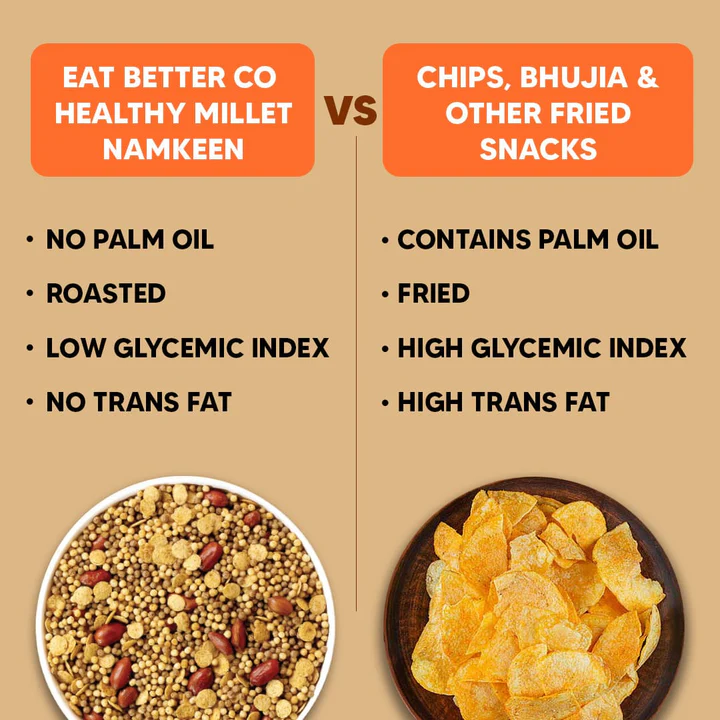 EAT BETTER CO
HEALTHY MILLET
NAMKEEN
VS
CHIPS, BHUJIA &
OTHER FRIED
SNACKS
• NO PALM OIL
• ROASTED
• LOW GLYCEMIC INDEX
• NO TRANS FAT
• CONTAINS PALM OIL
• FRIED
• HIGH GLYCEMIC INDEX
• HIGH TRANS FAT